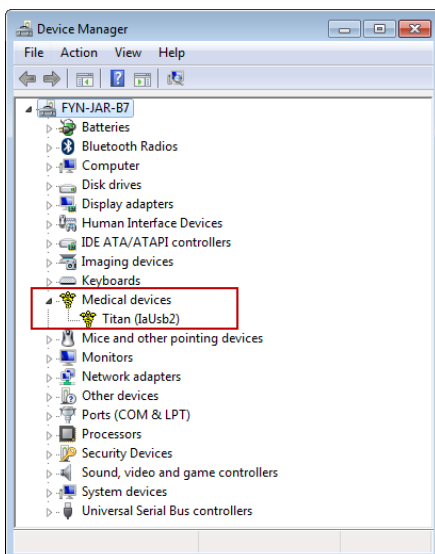 Device Manager
File Action View Help
FYN-JAR-B7
Batteries
Bluetooth Radios
Computer
Disk drives
Display adapters
Human Interface Devices
IDE ATA/ATAPI controllers
Imaging devices
Keyboards
Medical devices
Titan (IaUsb2)
Mice and other pointing devices
Monitors
Network adapters
Other devices
Ports (COM & LPT)
Processors
Security Devices
Sound, video and game controllers
System devices
Universal Serial Bus controllers